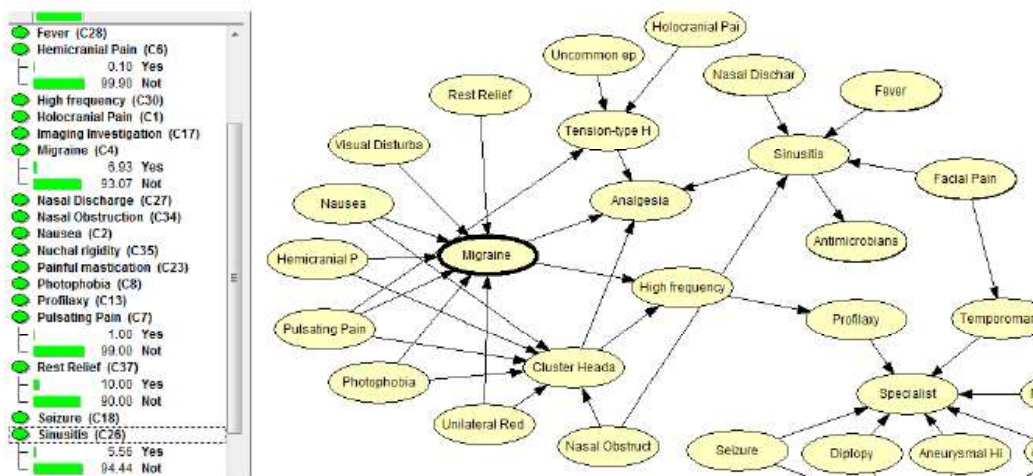 Fever (C28)
Hemicranial Pain (C6)
0.10 Yes
99.90 Not
High frequency (C30)
Holocranial Pain (C1)
Imaging Investigation (C17)
Migraine (C4)
6.93 Yes
93.07 Not
Nasal Discharge (C27)
Nasal Obstruction (C34)
Nausea (C2)
Nuchal rigidity (C35)
Painful mastication (C23)
Photophobia (C8)
Profilaxy (C13)
Pulsating Pain (C7)
1.00 Yes
99.00 Not
Rest Relief (C37)
10.00 Yes
90.00 Not
Seizure (C18)
Sinusitis (C26)
5.56 Yes
94.44 Not
Holocranial Pai
Uncommon ep
Nasal Dischar
Fever
Rest Relief
Tension-type H
Visual Disturba
Sinusitis
Facial Pain
Nausea
Analgesia
Antimicrobians
Hemicranial P
Migraine
High frequency
Pulsating Pain
Profilaxy
Temporoman
Cluster Heada
Photophobia
Specialist
Unilateral Red
Nasal Obstruct
Seizure
Diplopy
Aneurysmal Hi